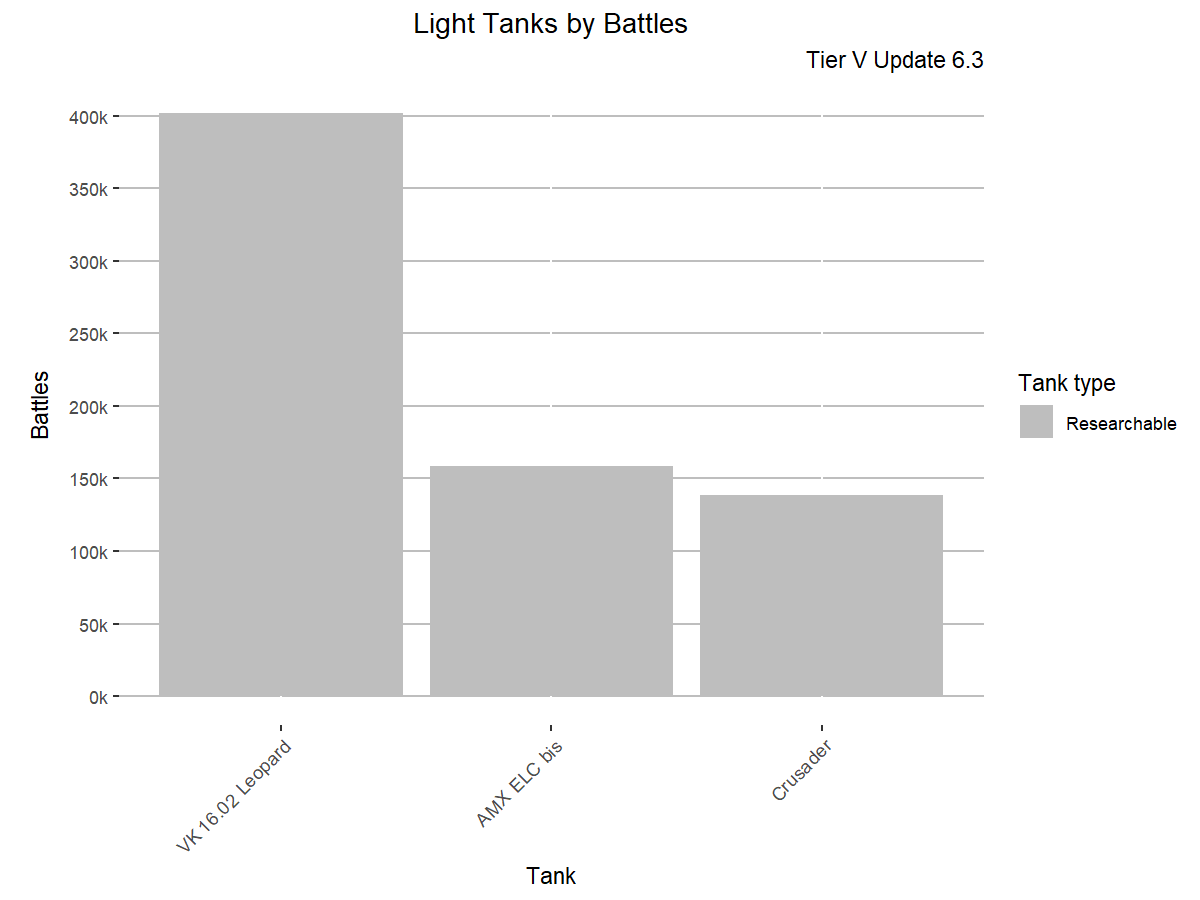 Light Tanks by Battles
Tier V Update 6.3
400k
350k
300k
250k
200k
150k
100k
50k
0k
Battles
VK 16.02 Leopard
AMX ELC bis
Crusader
Tank
Tank type
Researchable